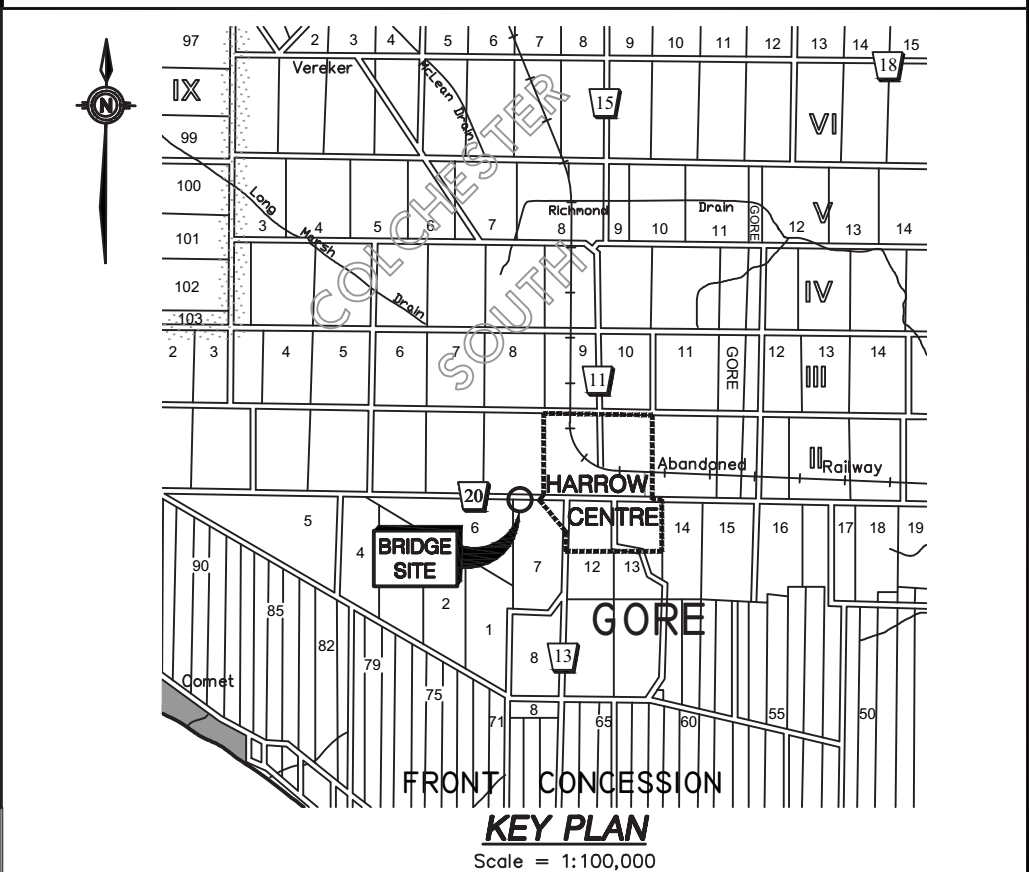 97 2 3 4 5 6 7 8 9 10 11 12 13 14 15
Vereker
McLean Drain
18
IX
15
N
VI
99
COLCHESTER
SOUTH
100
Long Marsh Drain
Richmond Drain
GORE
V
3 4 5 6 7 8 9 10 11 12 13 14
101
102
IV
103
2 3 4 5 6 7 8 9 10 11 12 13 14
GORE
11
III
II
Abandoned Railway
HARROW
CENTRE
20
5 6 14 15 16 17 18 19
BRIDGE
SITE
4
90
7 12 13
2
85
GORE
1
82
79
8
13
Comet
75
71 8 65 60 55 50
FRONT CONCESSION
KEY PLAN
Scale = 1:100,000